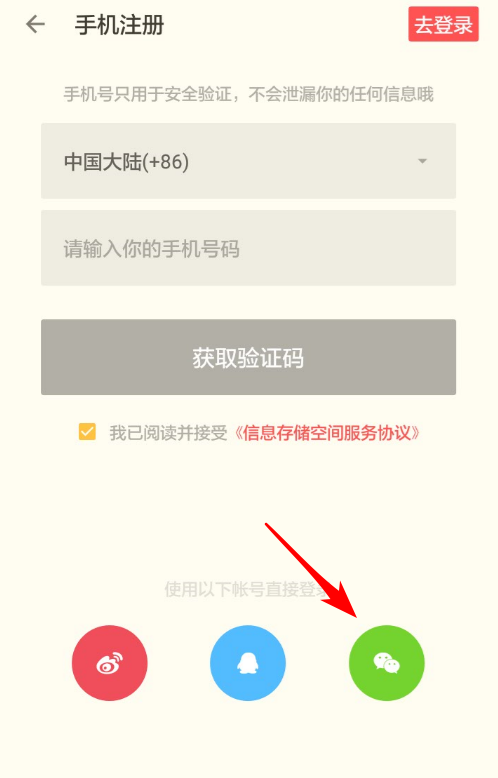 手机注册
去登录
手机号只用于安全验证，不会泄漏你的任何信息哦
中国大陆(+86)
请输入你的手机号码
获取验证码
我已阅读并接受《信息存储空间服务协议》
使用以下帐号直接登录